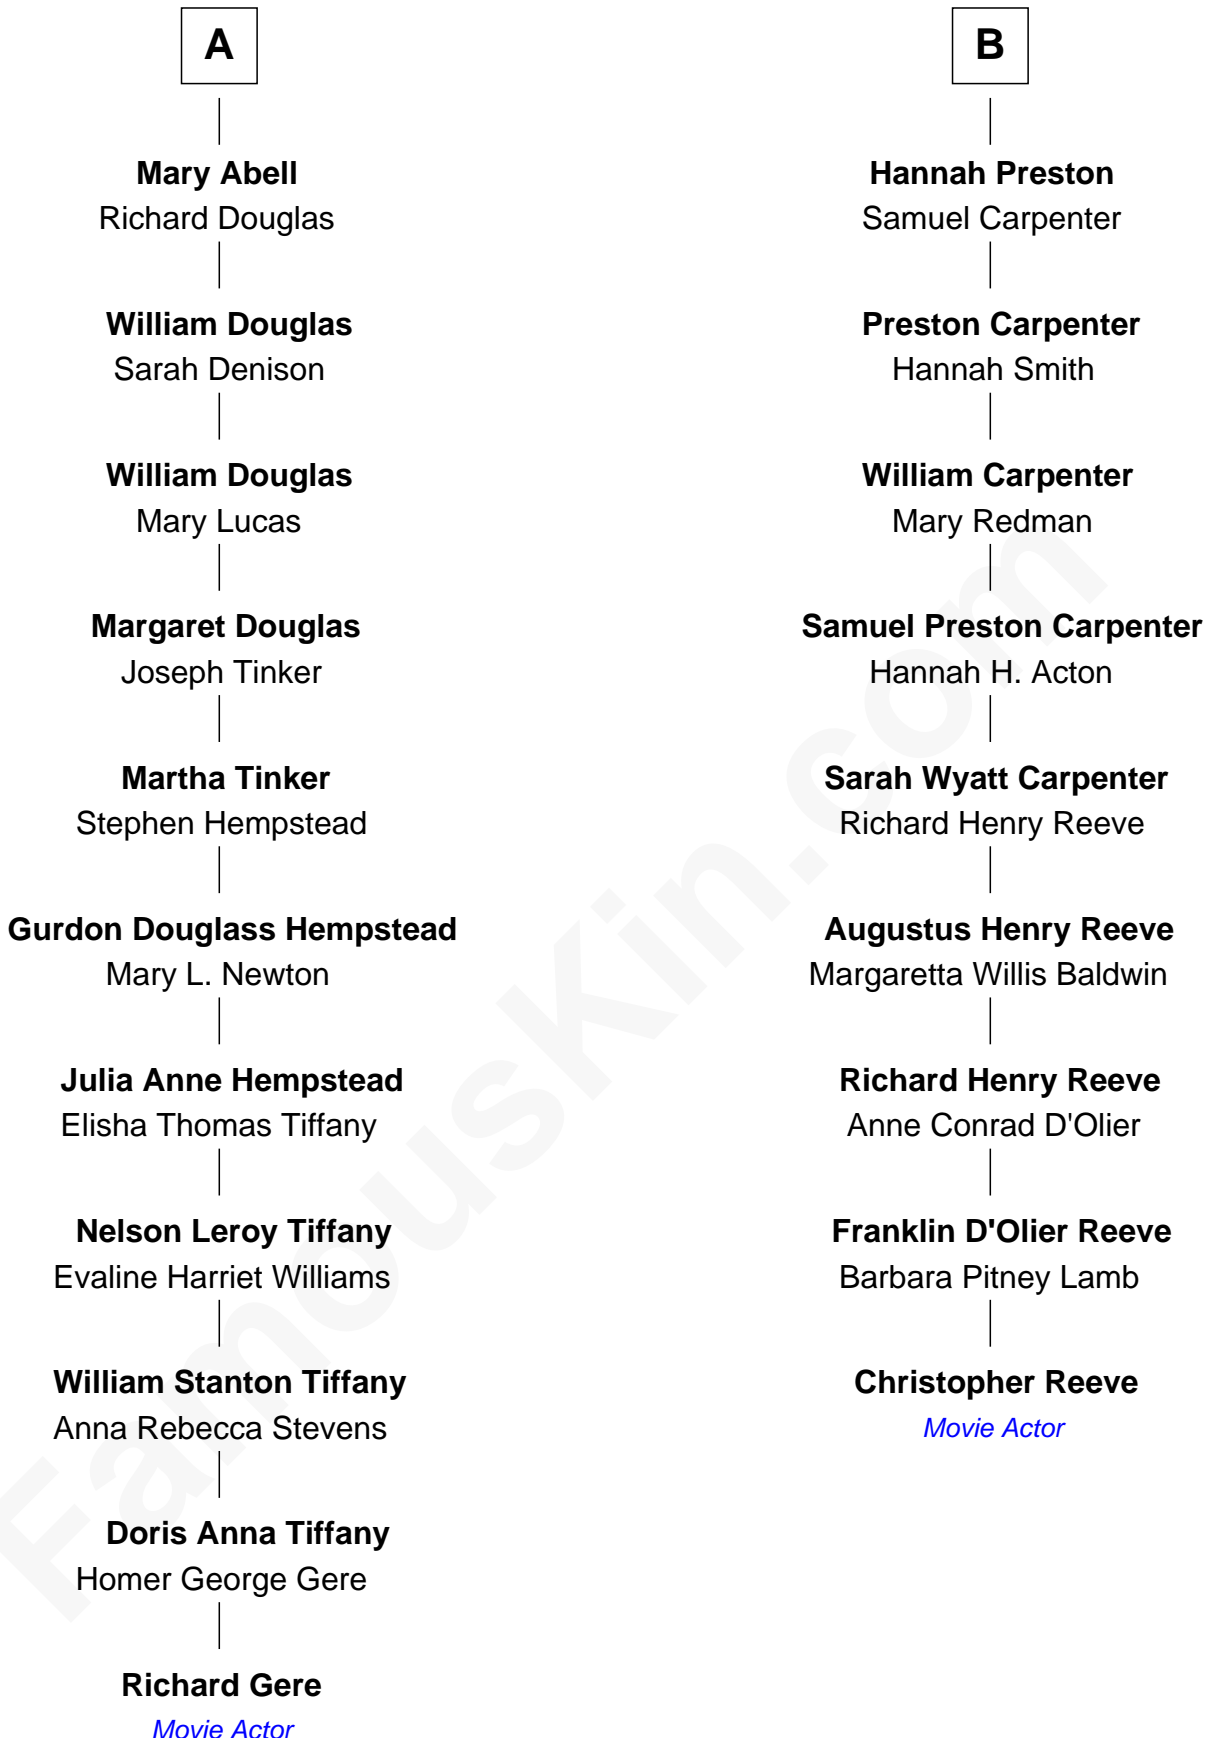 A
Mary Abell
Richard Douglas
William Douglas
Sarah Denison
William Douglas
Mary Lucas
Margaret Douglas
Joseph Tinker
Martha Tinker
Stephen Hempstead
Gurdon Douglass Hempstead
Mary L. Newton
Julia Anne Hempstead
Elisha Thomas Tiffany
Nelson Leroy Tiffany
Evaline Harriet Williams
William Stanton Tiffany
Anna Rebecca Stevens
Doris Anna Tiffany
Homer George Gere
Richard Gere
Movie Actor
B
Hannah Preston
Samuel Carpenter
Preston Carpenter
Hannah Smith
William Carpenter
Mary Redman
Samuel Preston Carpenter
Hannah H. Acton
Sarah Wyatt Carpenter
Richard Henry Reeve
Augustus Henry Reeve
Margaretta Willis Baldwin
Richard Henry Reeve
Anne Conrad D'Olier
Franklin D'Olier Reeve
Barbara Pitney Lamb
Christopher Reeve
Movie Actor
FamousKin.com